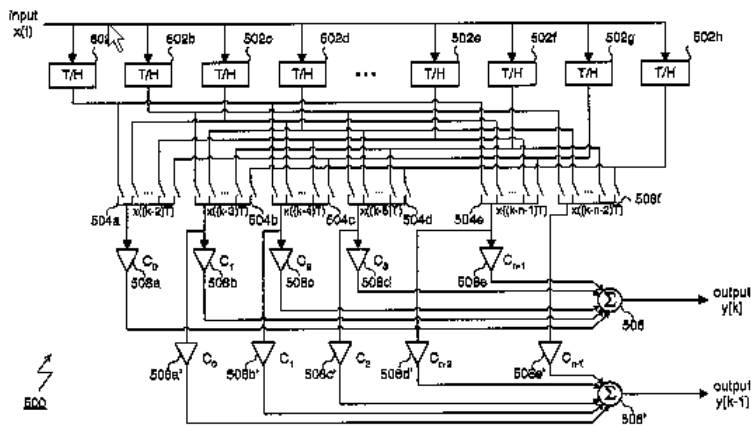 input
x(t)
502b 502c 502d 502e 502f 502g 502h
T/H T/H T/H T/H ••• T/H T/H T/H T/H
... ... ... ... ... ...
504a x((k-2)T) x((k-3)T) 504b x((k-4)T) 504c x((k-5)T) 504d 504e x((k-n-1)T) x((k-n-2)T)
C0 C1 C2 C3 Cn-1
508a 508b 508c 508d 508e
Σ
output
y[k]
506
C0 C1 C2 Cn-2 Cn-1
508a' 508b' 508c' 508d' 508e'
Σ
output
y[k-1]
506'
500